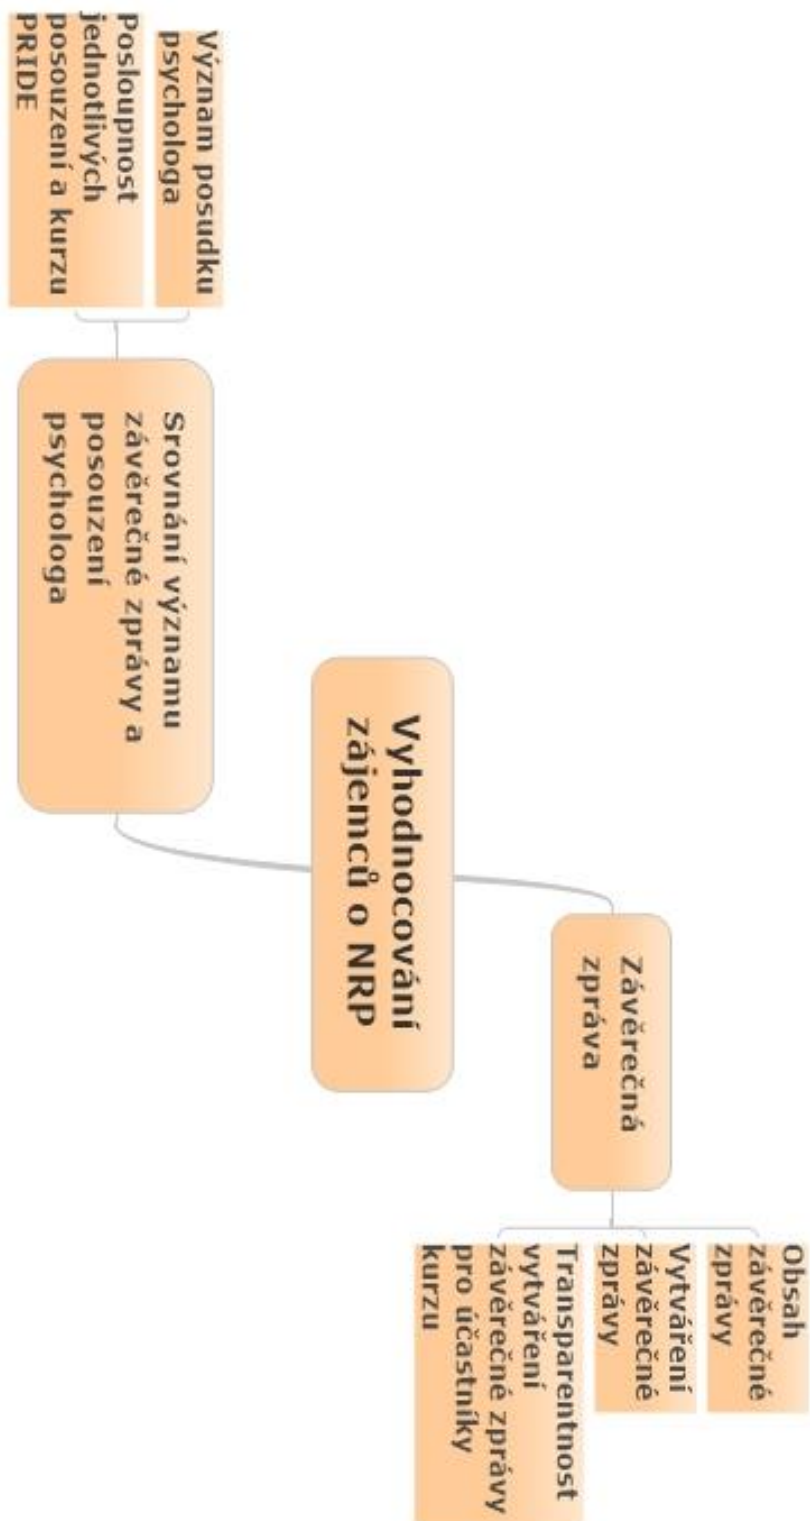 Vyhodnocování
zájemců o NRP
Závěrečná
zpráva
Obsah
závěrečné
zprávy
Vytváření
závěrečné
zprávy
Transparentnost
vytváření
závěrečné zprávy
pro účastníky
kurzu
Srovnání významu
závěrečné zprávy a
posouzení
psychologa
Význam posudku
psychologa
Posloupnost
jednotlivých
posouzení a kurzu
PRIDE